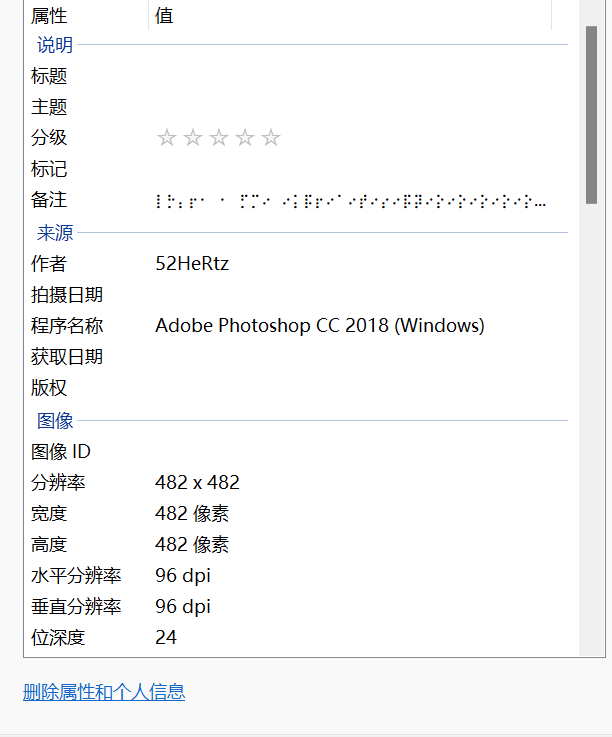 属性 值
说明
标题
主题
分级
标记
备注
来源
作者 52HeRtz
拍摄日期
程序名称 Adobe Photoshop CC 2018 (Windows)
获取日期
版权
图像
图像 ID
分辨率 482 x 482
宽度 482 像素
高度 482 像素
水平分辨率 96 dpi
垂直分辨率 96 dpi
位深度 24
删除属性和个人信息